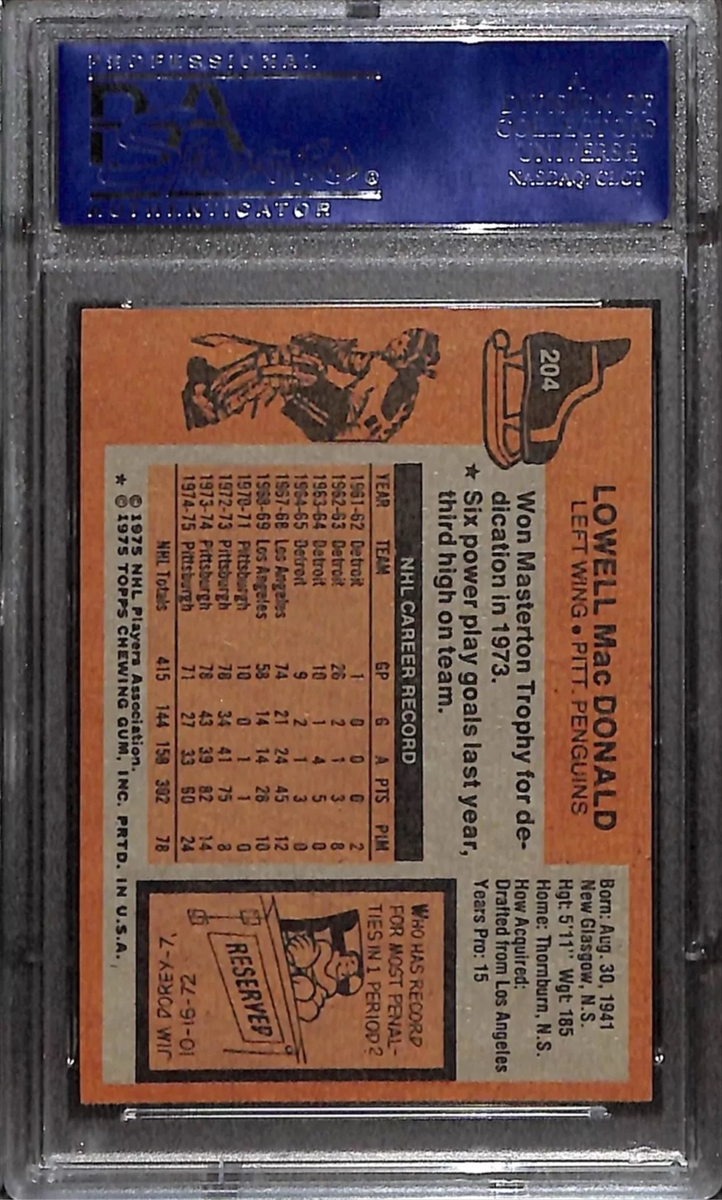 PROFESSIONAL
PSA
AUTHENTICATOR
A
DIVISION OF
COLLECTORS
UNIVERSE
NASDAQ: CLCT
204
LOWELL Mac DONALD
LEFT WING • PITT. PENGUINS
Won Masterton Trophy for de-
dication in 1973.
★ Six power play goals last year,
third high on team.
Born: Aug. 30, 1941
New Glasgow, N.S.
Hgt: 5'11" Wgt: 185
Home: Thornburn, N.S.
How Acquired:
Drafted from Los Angeles
Years Pro: 15
NHL CAREER RECORD
YEAR TEAM GP G A PTS PIM
1961-62 Detroit 1 0 0 0 2
1962-63 Detroit 26 2 1 3 8
1963-64 Detroit 10 1 4 5 0
1964-65 Detroit 9 2 1 3 0
1967-68 Los Angeles 74 21 24 45 12
1968-69 Los Angeles 58 14 14 28 10
1970-71 Pittsburgh 10 0 1 1 0
1972-73 Pittsburgh 78 34 41 75 8
1973-74 Pittsburgh 78 43 39 82 14
1974-75 Pittsburgh 71 27 33 60 24
NHL Totals 415 144 158 302 78
WHO HAS RECORD
FOR MOST PENAL-
TIES IN 1 PERIOD?
RESERVED
JIM DOREY-7,
10-16-72
© 1975 NHL Players Association.
★ © 1975 TOPPS CHEWING GUM, INC. PRTD. IN U.S.A.